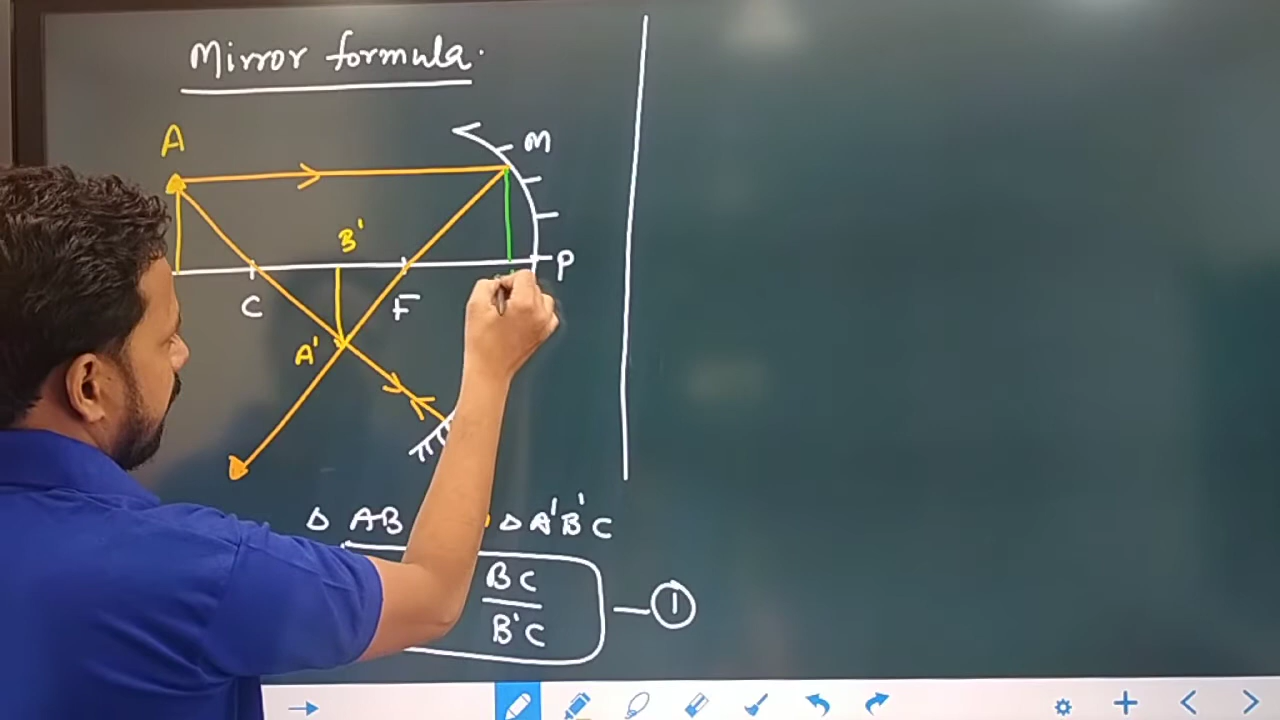 Mirror formula.
A
M
B'
P
C
F
A'
Δ AB Δ A'B'C
BC
B'C
1